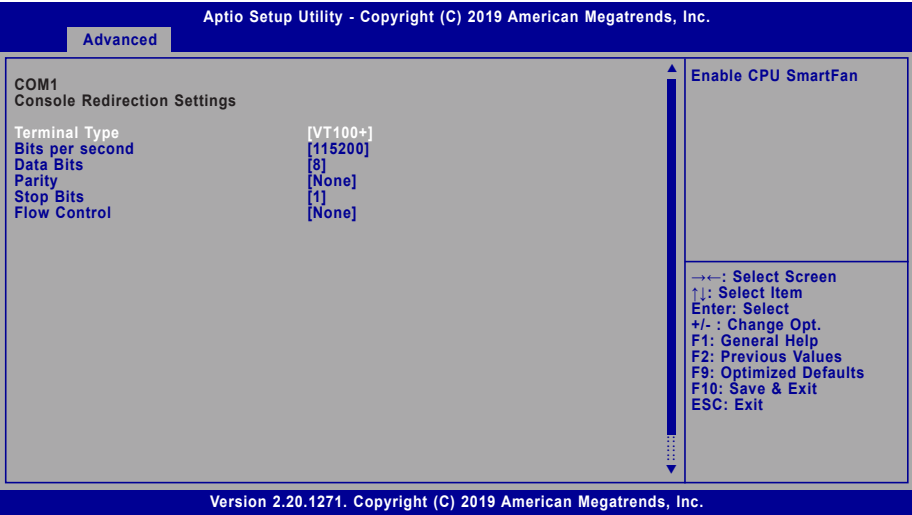 Aptio Setup Utility - Copyright (C) 2019 American Megatrends, Inc.
Advanced
COM1
Console Redirection Settings
Terminal Type [VT100+]
Bits per second [115200]
Data Bits [8]
Parity [None]
Stop Bits [1]
Flow Control [None]
Enable CPU SmartFan
→←: Select Screen
↑↓: Select Item
Enter: Select
+/- : Change Opt.
F1: General Help
F2: Previous Values
F9: Optimized Defaults
F10: Save & Exit
ESC: Exit
Version 2.20.1271. Copyright (C) 2019 American Megatrends, Inc.